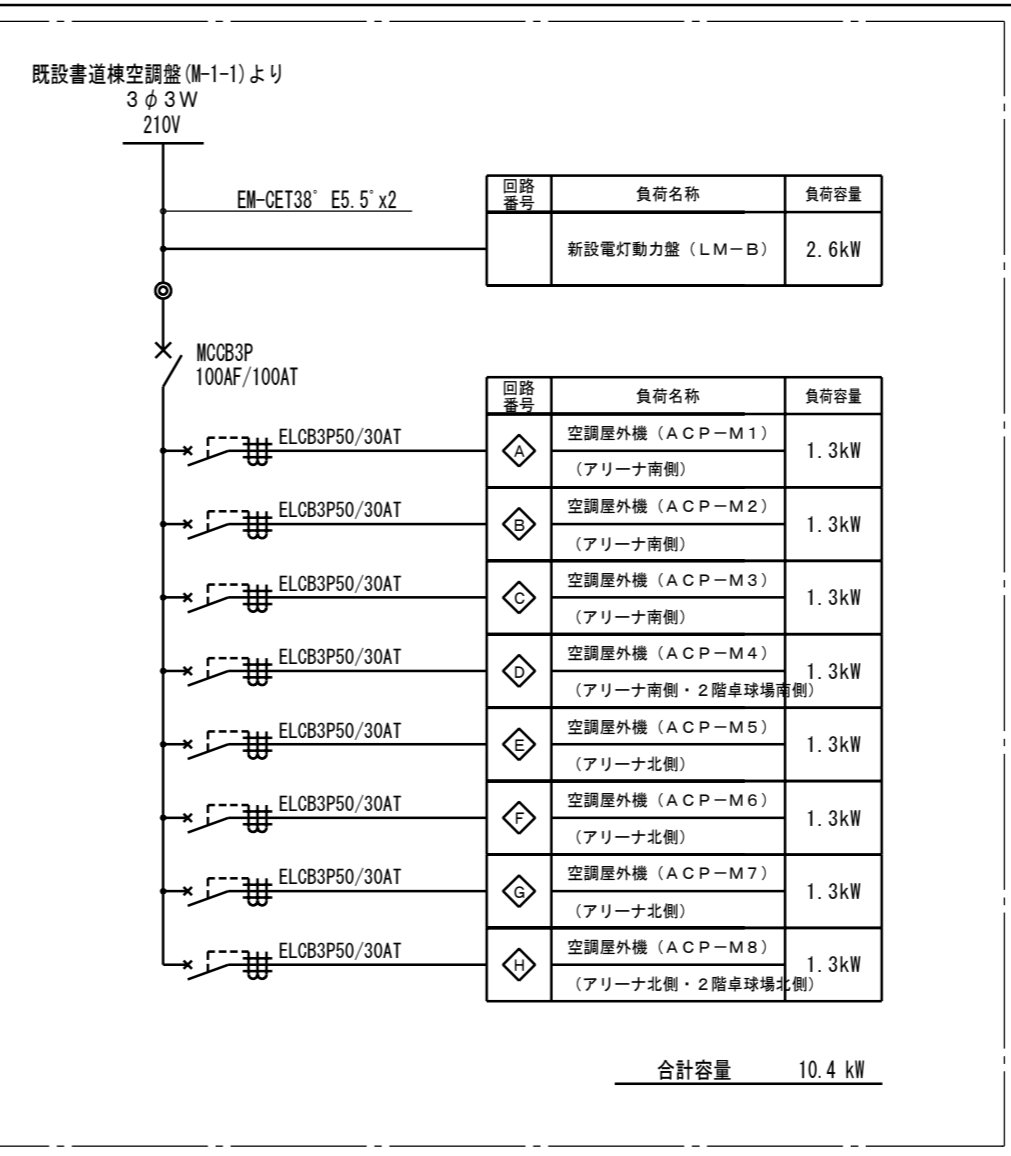 既設書道棟空調盤(M-1-1)より
3φ3W
210V
EM-CET38゜ E5.5゜x2
回路番号 負荷名称 負荷容量
新設電灯動力盤（LM－B） 2.6kW
MCCB3P
100AF/100AT
回路番号 負荷名称 負荷容量
ELCB3P50/30AT A 空調屋外機（ACP－M1） 1.3kW
（アリーナ南側）
ELCB3P50/30AT B 空調屋外機（ACP－M2） 1.3kW
（アリーナ南側）
ELCB3P50/30AT C 空調屋外機（ACP－M3） 1.3kW
（アリーナ南側）
ELCB3P50/30AT D 空調屋外機（ACP－M4） 1.3kW
（アリーナ南側・2階卓球場南側）
ELCB3P50/30AT E 空調屋外機（ACP－M5） 1.3kW
（アリーナ北側）
ELCB3P50/30AT F 空調屋外機（ACP－M6） 1.3kW
（アリーナ北側）
ELCB3P50/30AT G 空調屋外機（ACP－M7） 1.3kW
（アリーナ北側）
ELCB3P50/30AT H 空調屋外機（ACP－M8） 1.3kW
（アリーナ北側・2階卓球場北側）
合計容量 10.4 kW